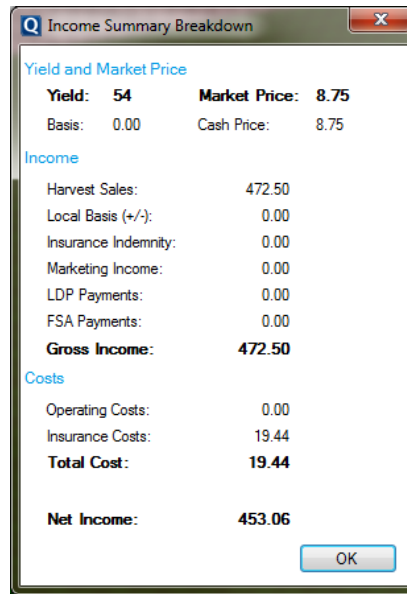 Q Income Summary Breakdown x
Yield and Market Price
Yield: 54 Market Price: 8.75
Basis: 0.00 Cash Price: 8.75
Income
Harvest Sales: 472.50
Local Basis (+/-): 0.00
Insurance Indemnity: 0.00
Marketing Income: 0.00
LDP Payments: 0.00
FSA Payments: 0.00
Gross Income: 472.50
Costs
Operating Costs: 0.00
Insurance Costs: 19.44
Total Cost: 19.44
Net Income: 453.06
OK